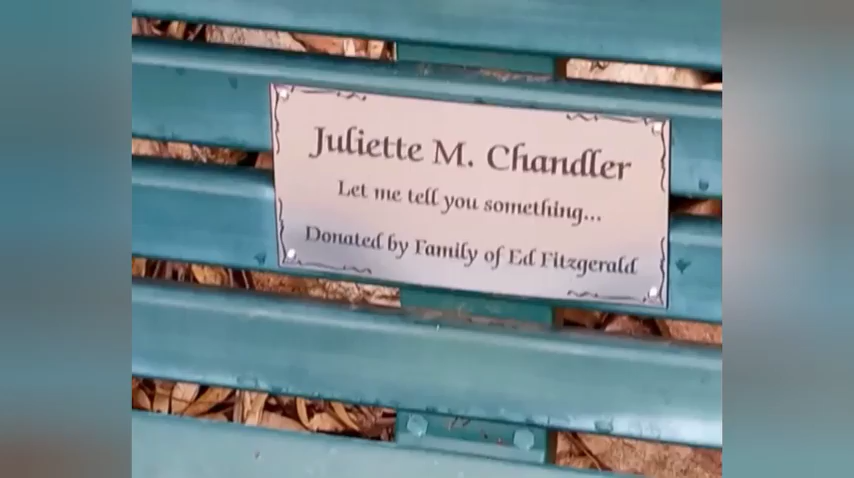 Juliette M. Chandler
Let me tell you something...
Donated by Family of Ed Fitzgerald